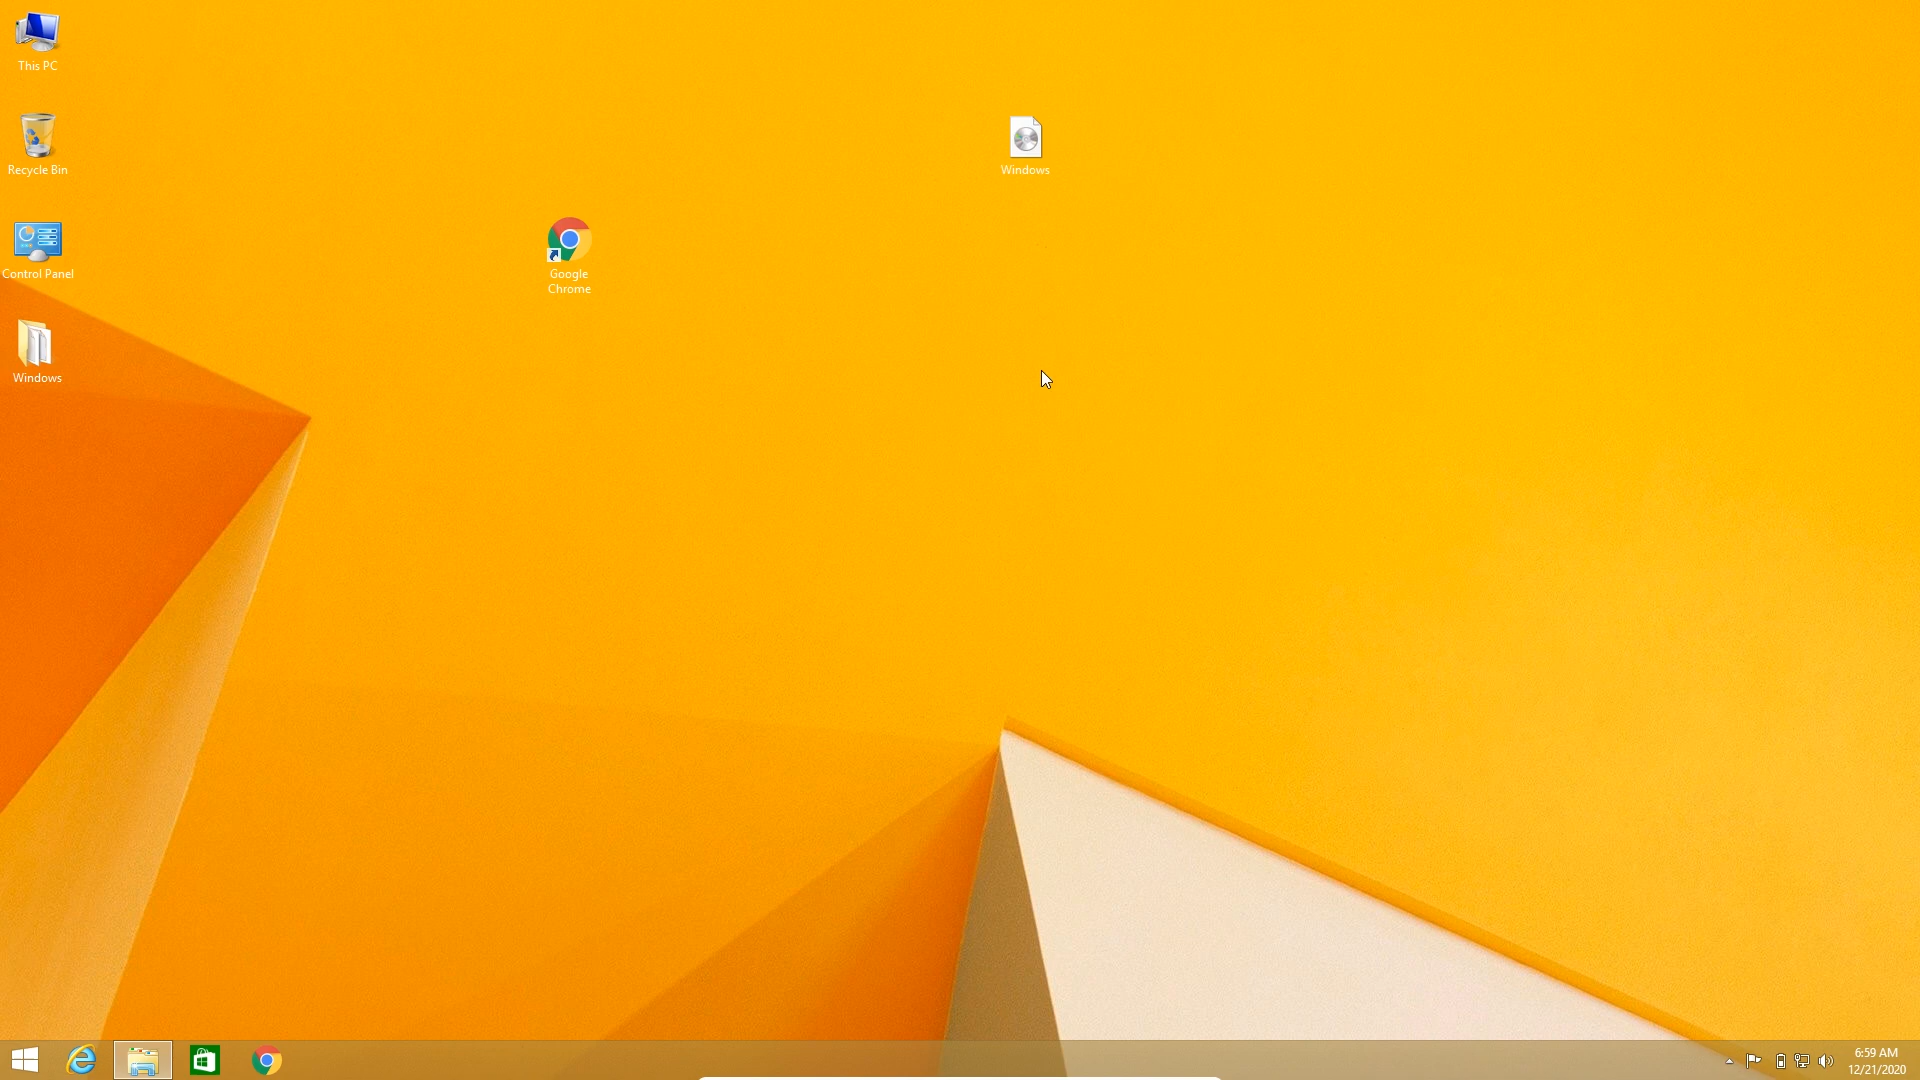 This PC
Recycle Bin
Control Panel
Windows
Google
Chrome
Windows
6:59 AM
12/21/2020